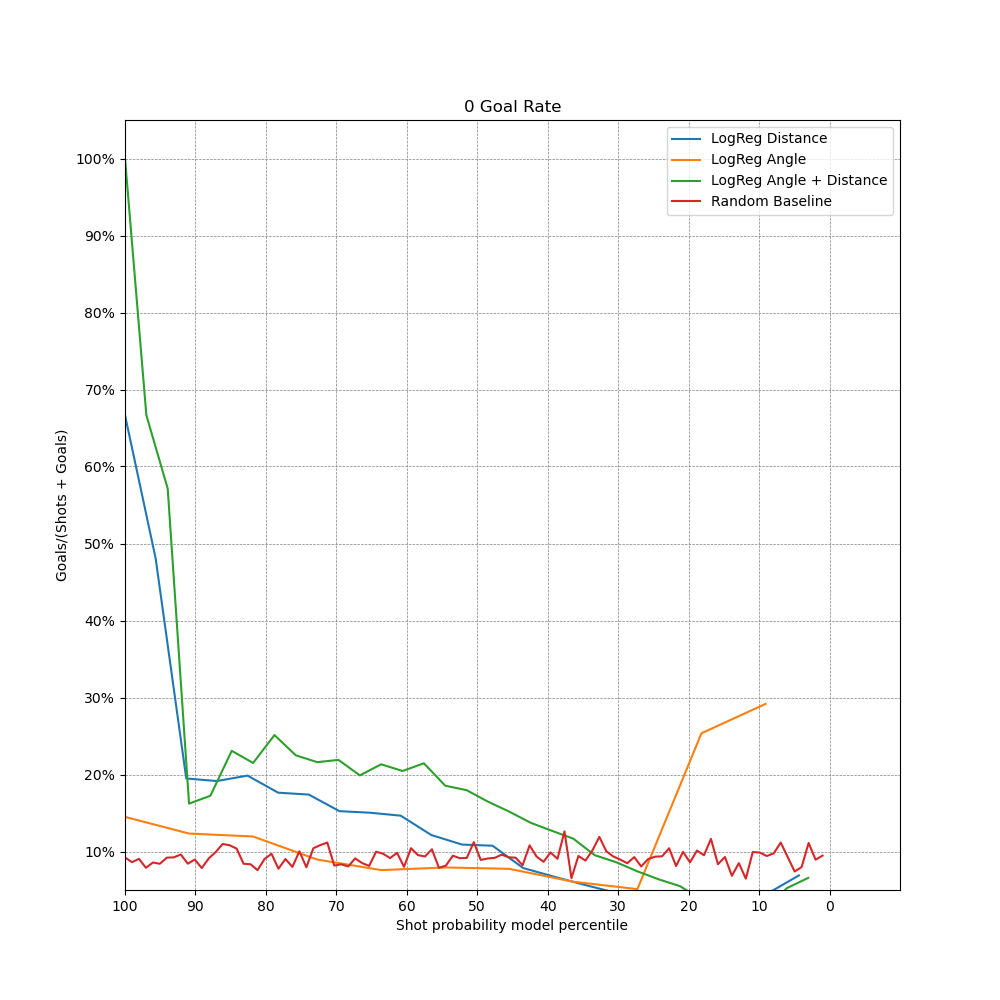 0 Goal Rate
LogReg Distance
LogReg Angle
LogReg Angle + Distance
Random Baseline
100%
90%
80%
70%
60%
50%
40%
30%
20%
10%
Goals/(Shots + Goals)
100 90 80 70 60 50 40 30 20 10 0
Shot probability model percentile